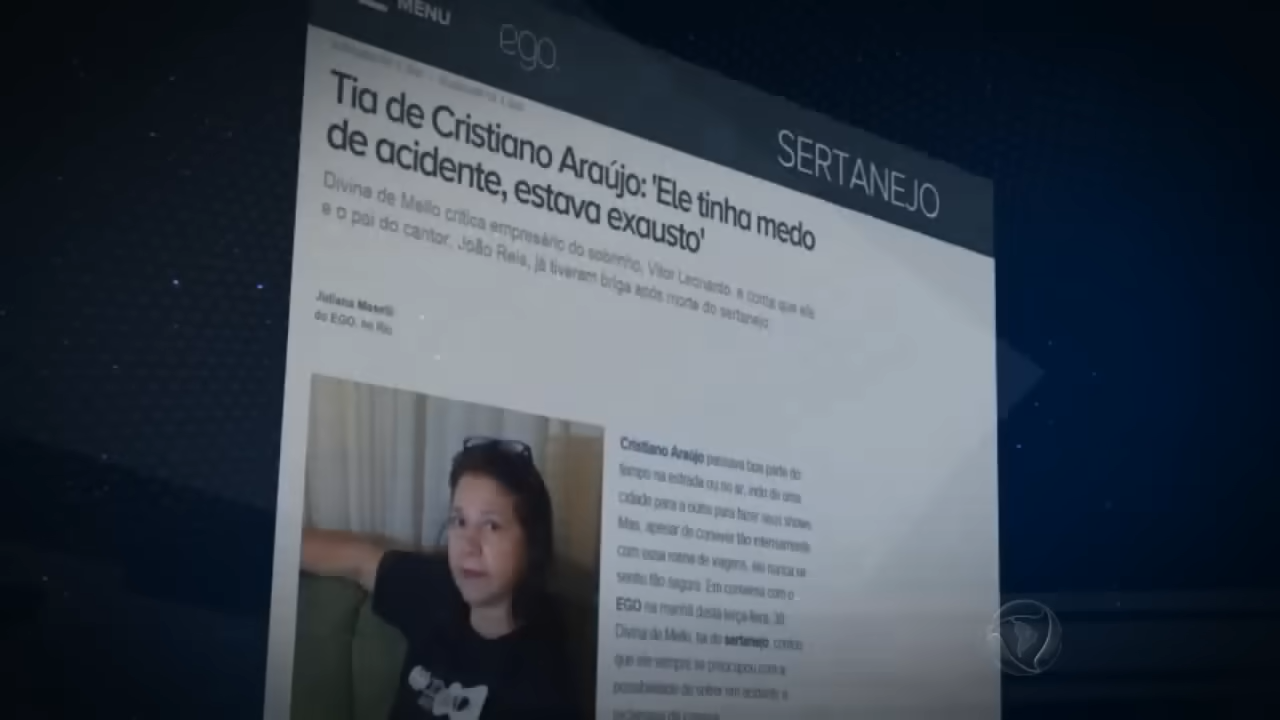 MENU
ego.
SERTANEJO
Tia de Cristiano Araújo: 'Ele tinha medo
de acidente, estava exausto'
Divina de Mello critica empresário do sobrinho, Vitor Leonardo, e conta que ele
e o pai do cantor, João Reis, já tiveram briga após morte do sertanejo
Juliana Maselli
do EGO, no Rio
Cristiano Araújo passava boa parte do
tempo na estrada ou no ar, indo de uma
cidade para a outra para fazer seus shows.
Mas, apesar de conviver tão intensamente
com essa rotina de viagens, ele nunca se
sentiu tão seguro. Em conversa com o
EGO na manhã desta terça-feira, 30,
Divina de Mello, tia do sertanejo, contou
que ele sempre se preocupou com a
possibilidade de sofrer um acidente e